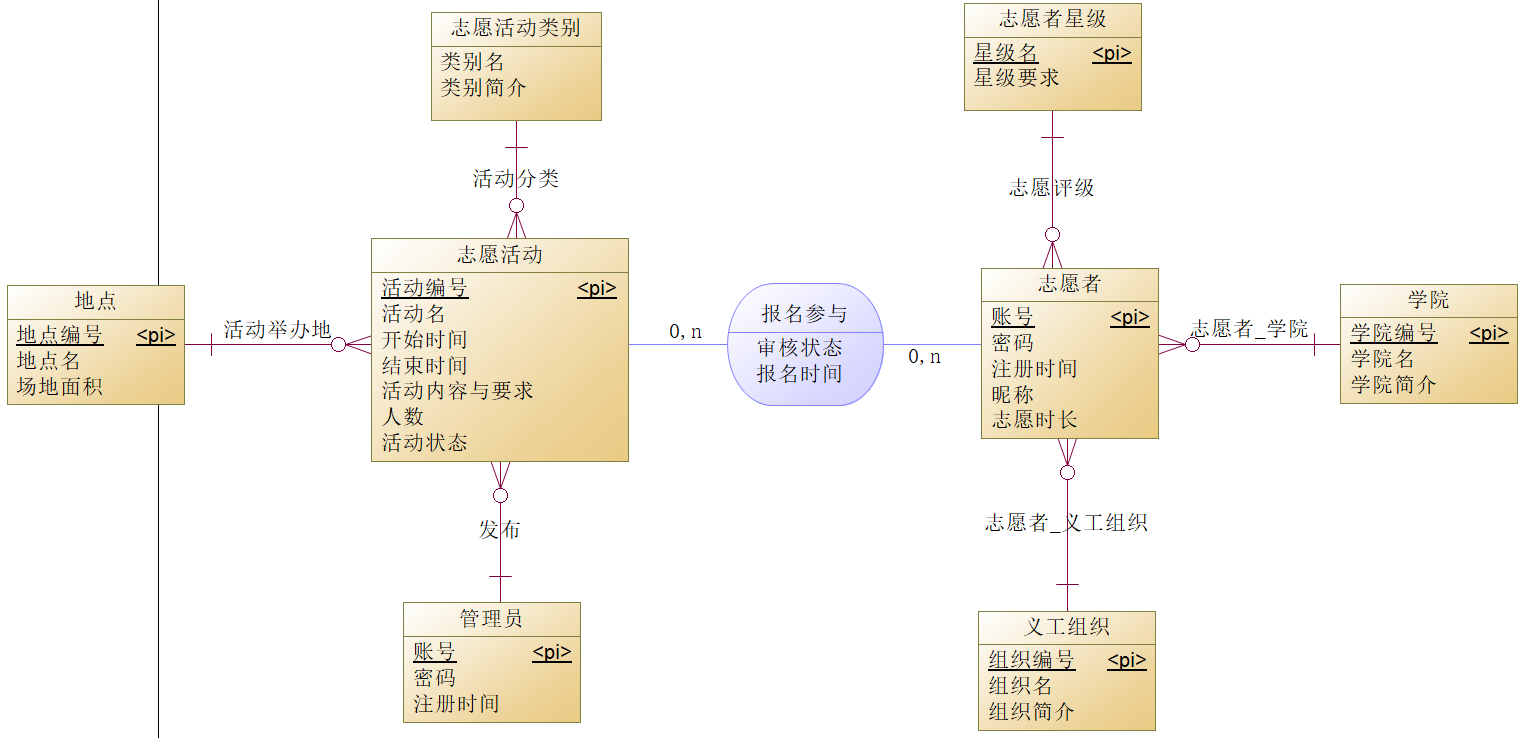 志愿活动类别
类别名
类别简介
志愿者星级
星级名 <pi>
星级要求
活动分类
志愿评级
志愿活动
活动编号 <pi>
活动名
开始时间
结束时间
活动内容与要求
人数
活动状态
地点
地点编号 <pi>
地点名
场地面积
活动举办地
0,n
报名参与
审核状态
报名时间
0,n
志愿者
账号 <pi>
密码
注册时间
昵称
志愿时长
志愿者_学院
学院
学院编号 <pi>
学院名
学院简介
发布
志愿者_义工组织
管理员
账号 <pi>
密码
注册时间
义工组织
组织编号 <pi>
组织名
组织简介